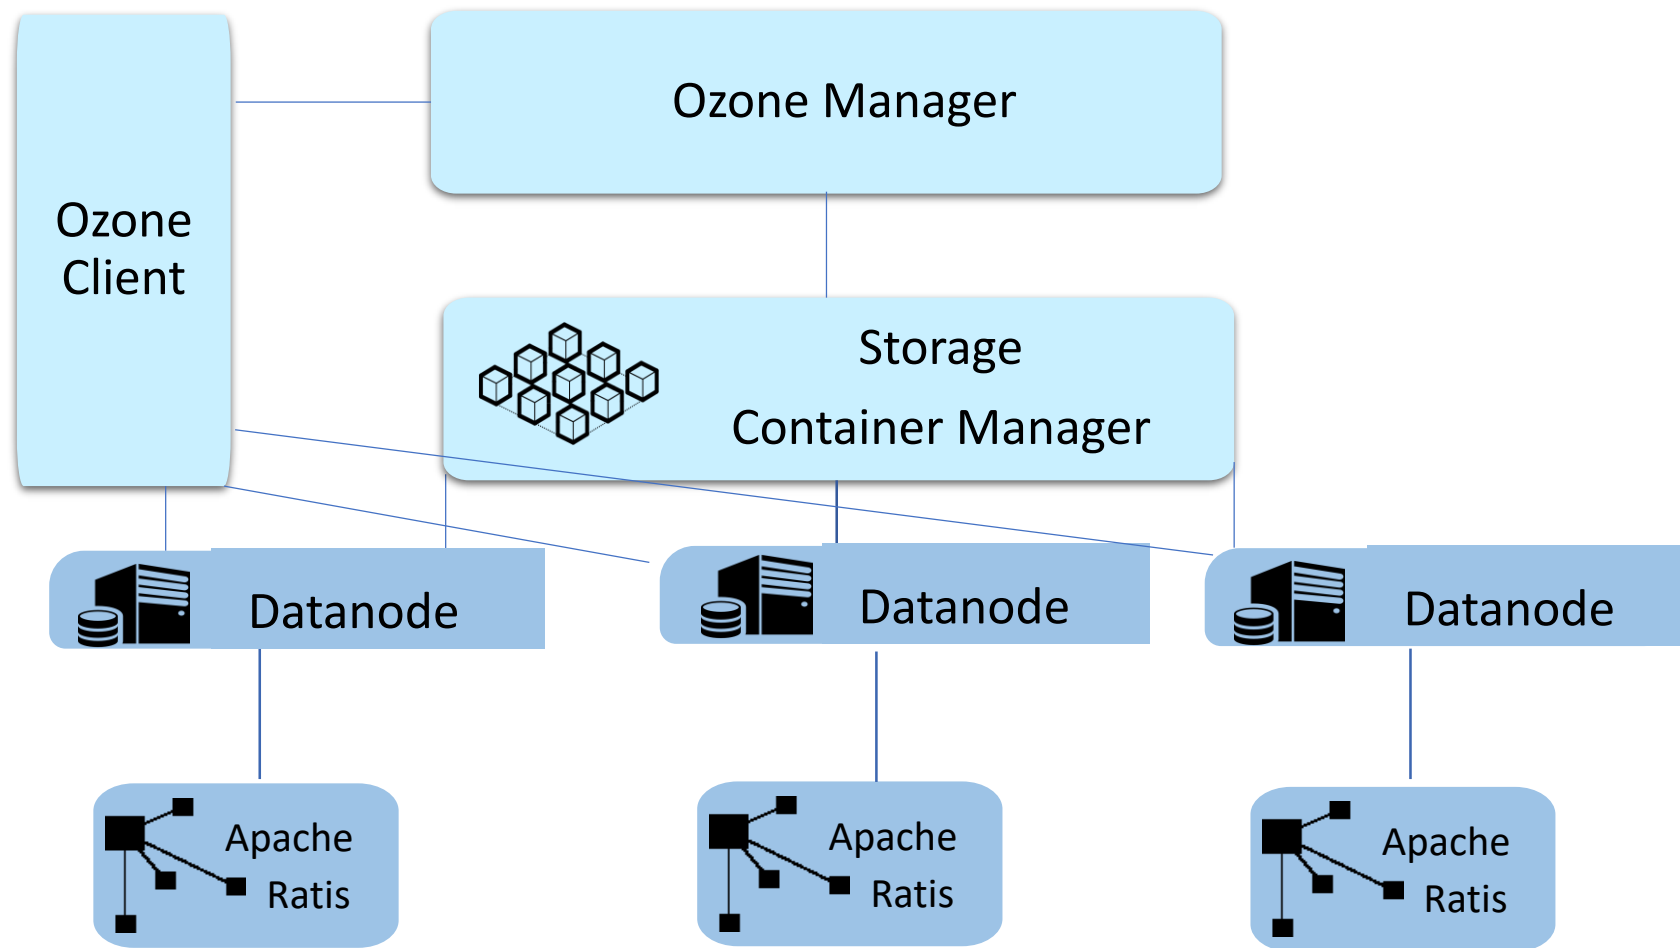 Ozone Manager
Ozone
Client
Storage
Container Manager
Datanode
Datanode
Datanode
Apache
Ratis
Apache
Ratis
Apache
Ratis